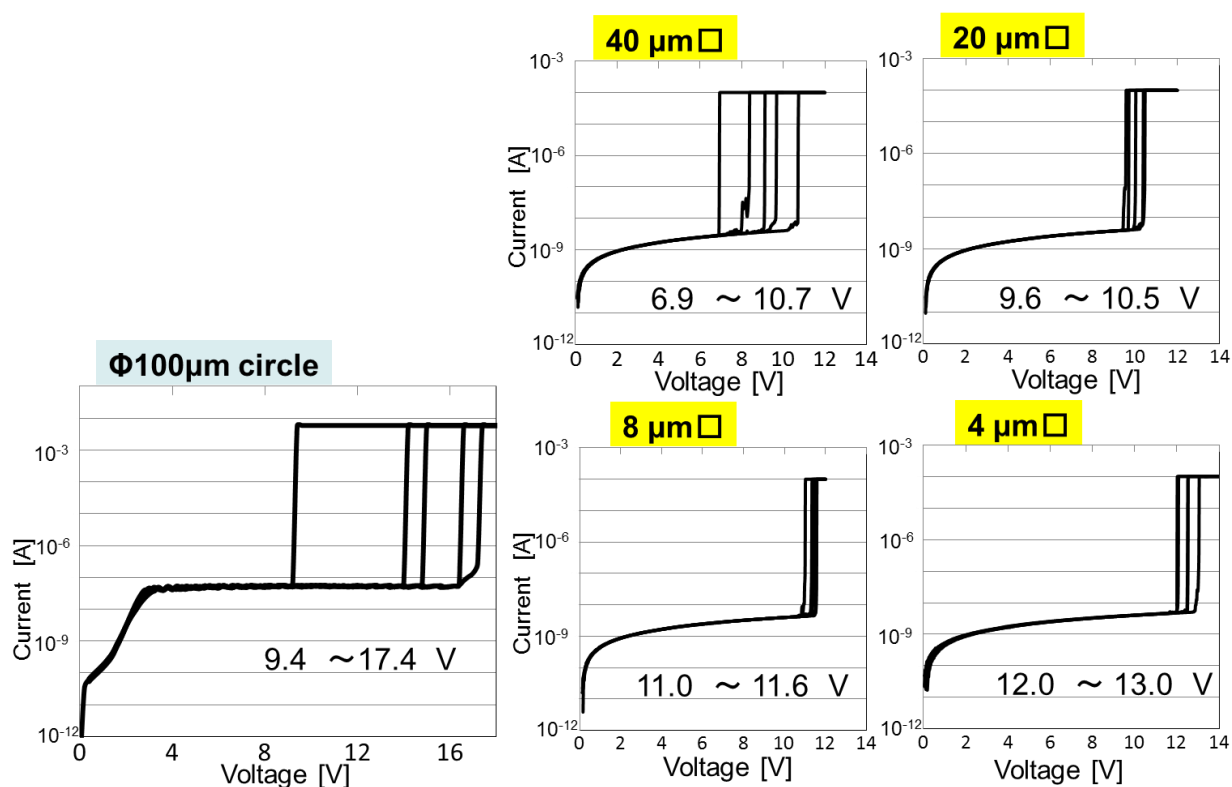 40 µm□
10⁻³
10⁻⁶
10⁻⁹
10⁻¹²
Current [A]
6.9 ～ 10.7 V
0 2 4 6 8 10 12 14
Voltage [V]
20 µm□
10⁻³
10⁻⁶
10⁻⁹
10⁻¹²
Current [A]
9.6 ～ 10.5 V
0 2 4 6 8 10 12 14
Voltage [V]
Φ100µm circle
10⁻³
10⁻⁶
10⁻⁹
10⁻¹²
Current [A]
9.4 ～17.4 V
0 4 8 12 16
Voltage [V]
8 µm□
10⁻³
10⁻⁶
10⁻⁹
10⁻¹²
Current [A]
11.0 ～ 11.6 V
0 2 4 6 8 10 12 14
Voltage [V]
4 µm□
10⁻³
10⁻⁶
10⁻⁹
10⁻¹²
Current [A]
12.0 ～ 13.0 V
0 2 4 6 8 10 12 14
Voltage [V]